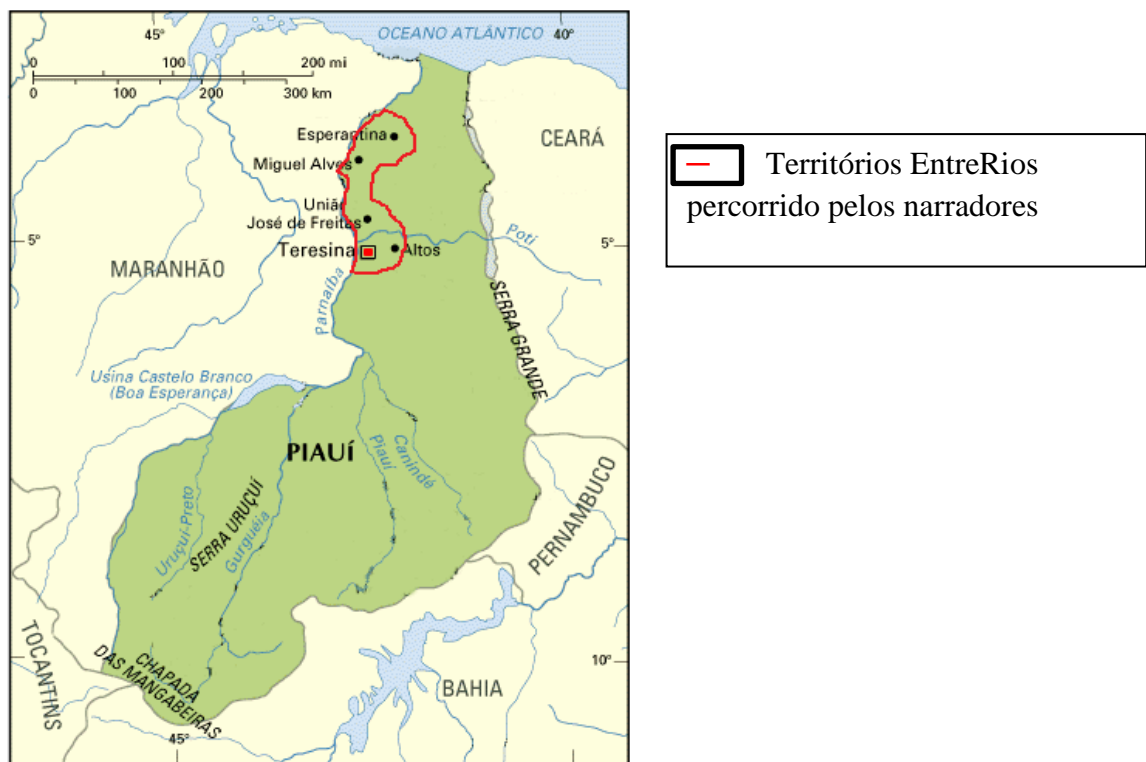 45°
OCEANO ATLÂNTICO
40°
0 100 200 mi
0 100 200 300 km
Esperantina
CEARÁ
Miguel Alves
União
José de Freitas
Poti
5°
5°
Teresina
Altos
MARANHÃO
Parnaíba
SERRA GRANDE
Usina Castelo Branco
(Boa Esperança)
PIAUÍ
Piauí
Canindé
Uruçuí-Preto
SERRA URUÇUÍ
Gurguéia
PERNAMBUCO
TOCANTINS
CHAPADA
DAS MANGABEIRAS
10°
BAHIA
45°
Territórios EntreRios
percorrido pelos narradores